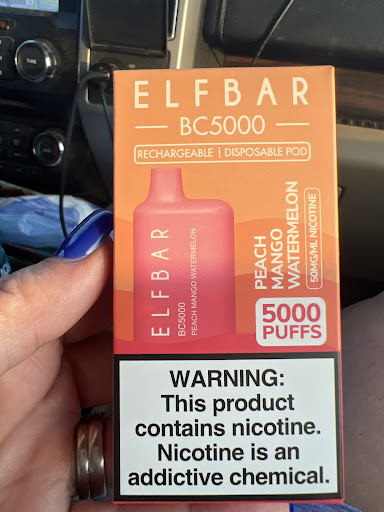 ELFBAR
BC5000
RECHARGEABLE | DISPOSABLE POD
ELFBAR
BC5000
PEACH MANGO WATERMELON
PEACH
MANGO
WATERMELON
50MG/ML NICOTINE
5000
PUFFS
WARNING:
This product
contains nicotine.
Nicotine is an
addictive chemical.